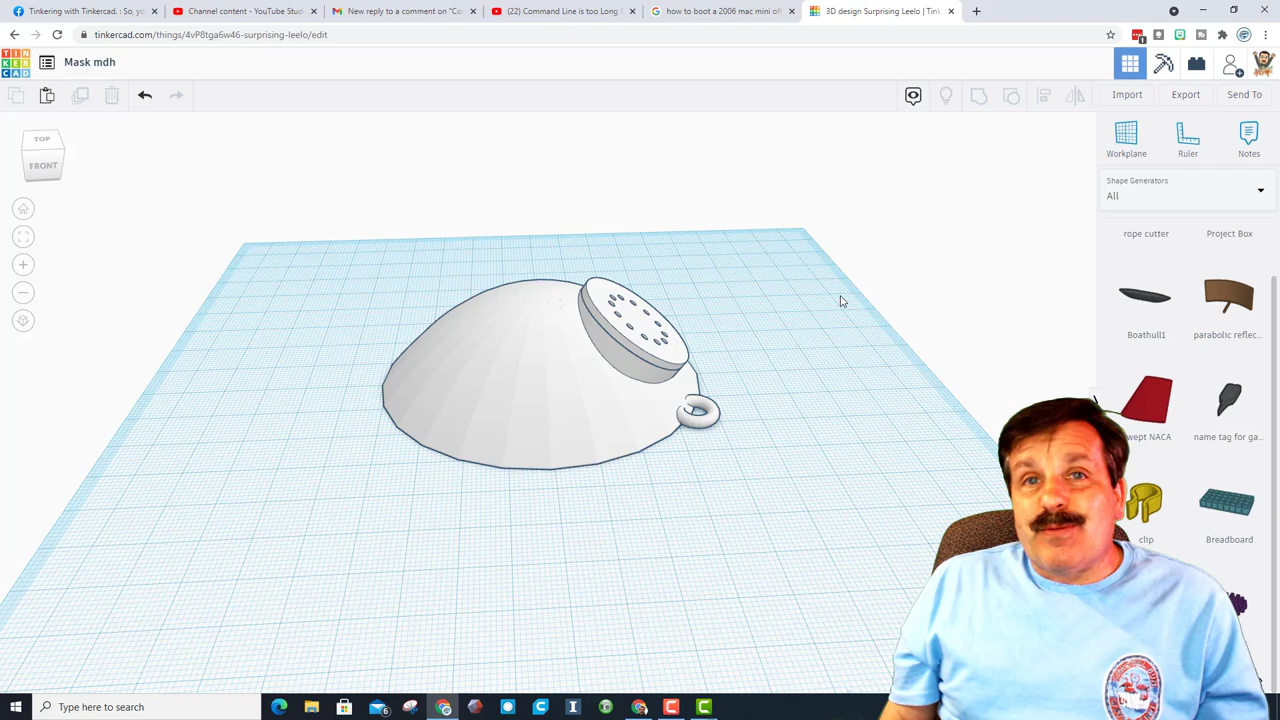 Tinkering with Tinkercad. : So, y
Channel content - YouTube Stud
New reply to a comment on "Co
(22) Command Line is too Long F
how to boot a 2006 mac mini of
3D design Surprising Leelo | Tink
tinkercad.com/things/4vP8tga6w46-surprising-leelo/edit
TIN
KER
CAD
Mask mdh
Import
Export
Send To
TOP
FRONT
Workplane
Ruler
Notes
Shape Generators
All
rope cutter
Project Box
Boathull1
parabolic reflec...
wept NACA
name tag for ga...
clip
Breadboard
Type here to search
6